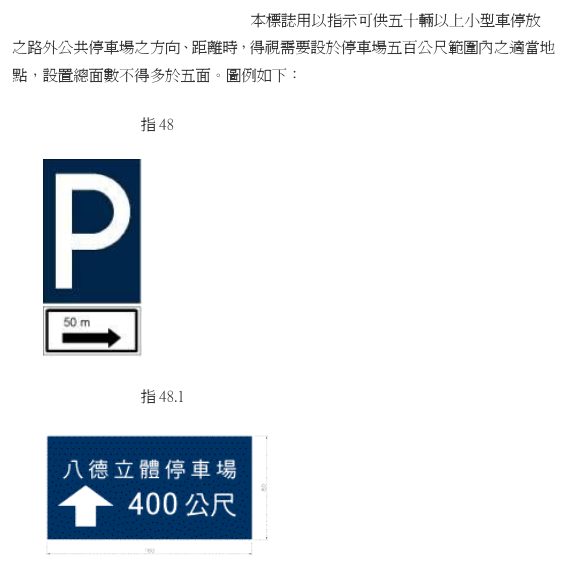 本標誌用以指示可供五十輛以上小型車停放
之路外公共停車場之方向、距離時,得視需要設於停車場五百公尺範圍內之適當地
點,設置總面數不得多於五面。圖例如下:
指 48
P
50 m
指 48.1
八德立體停車場
400 公尺
160